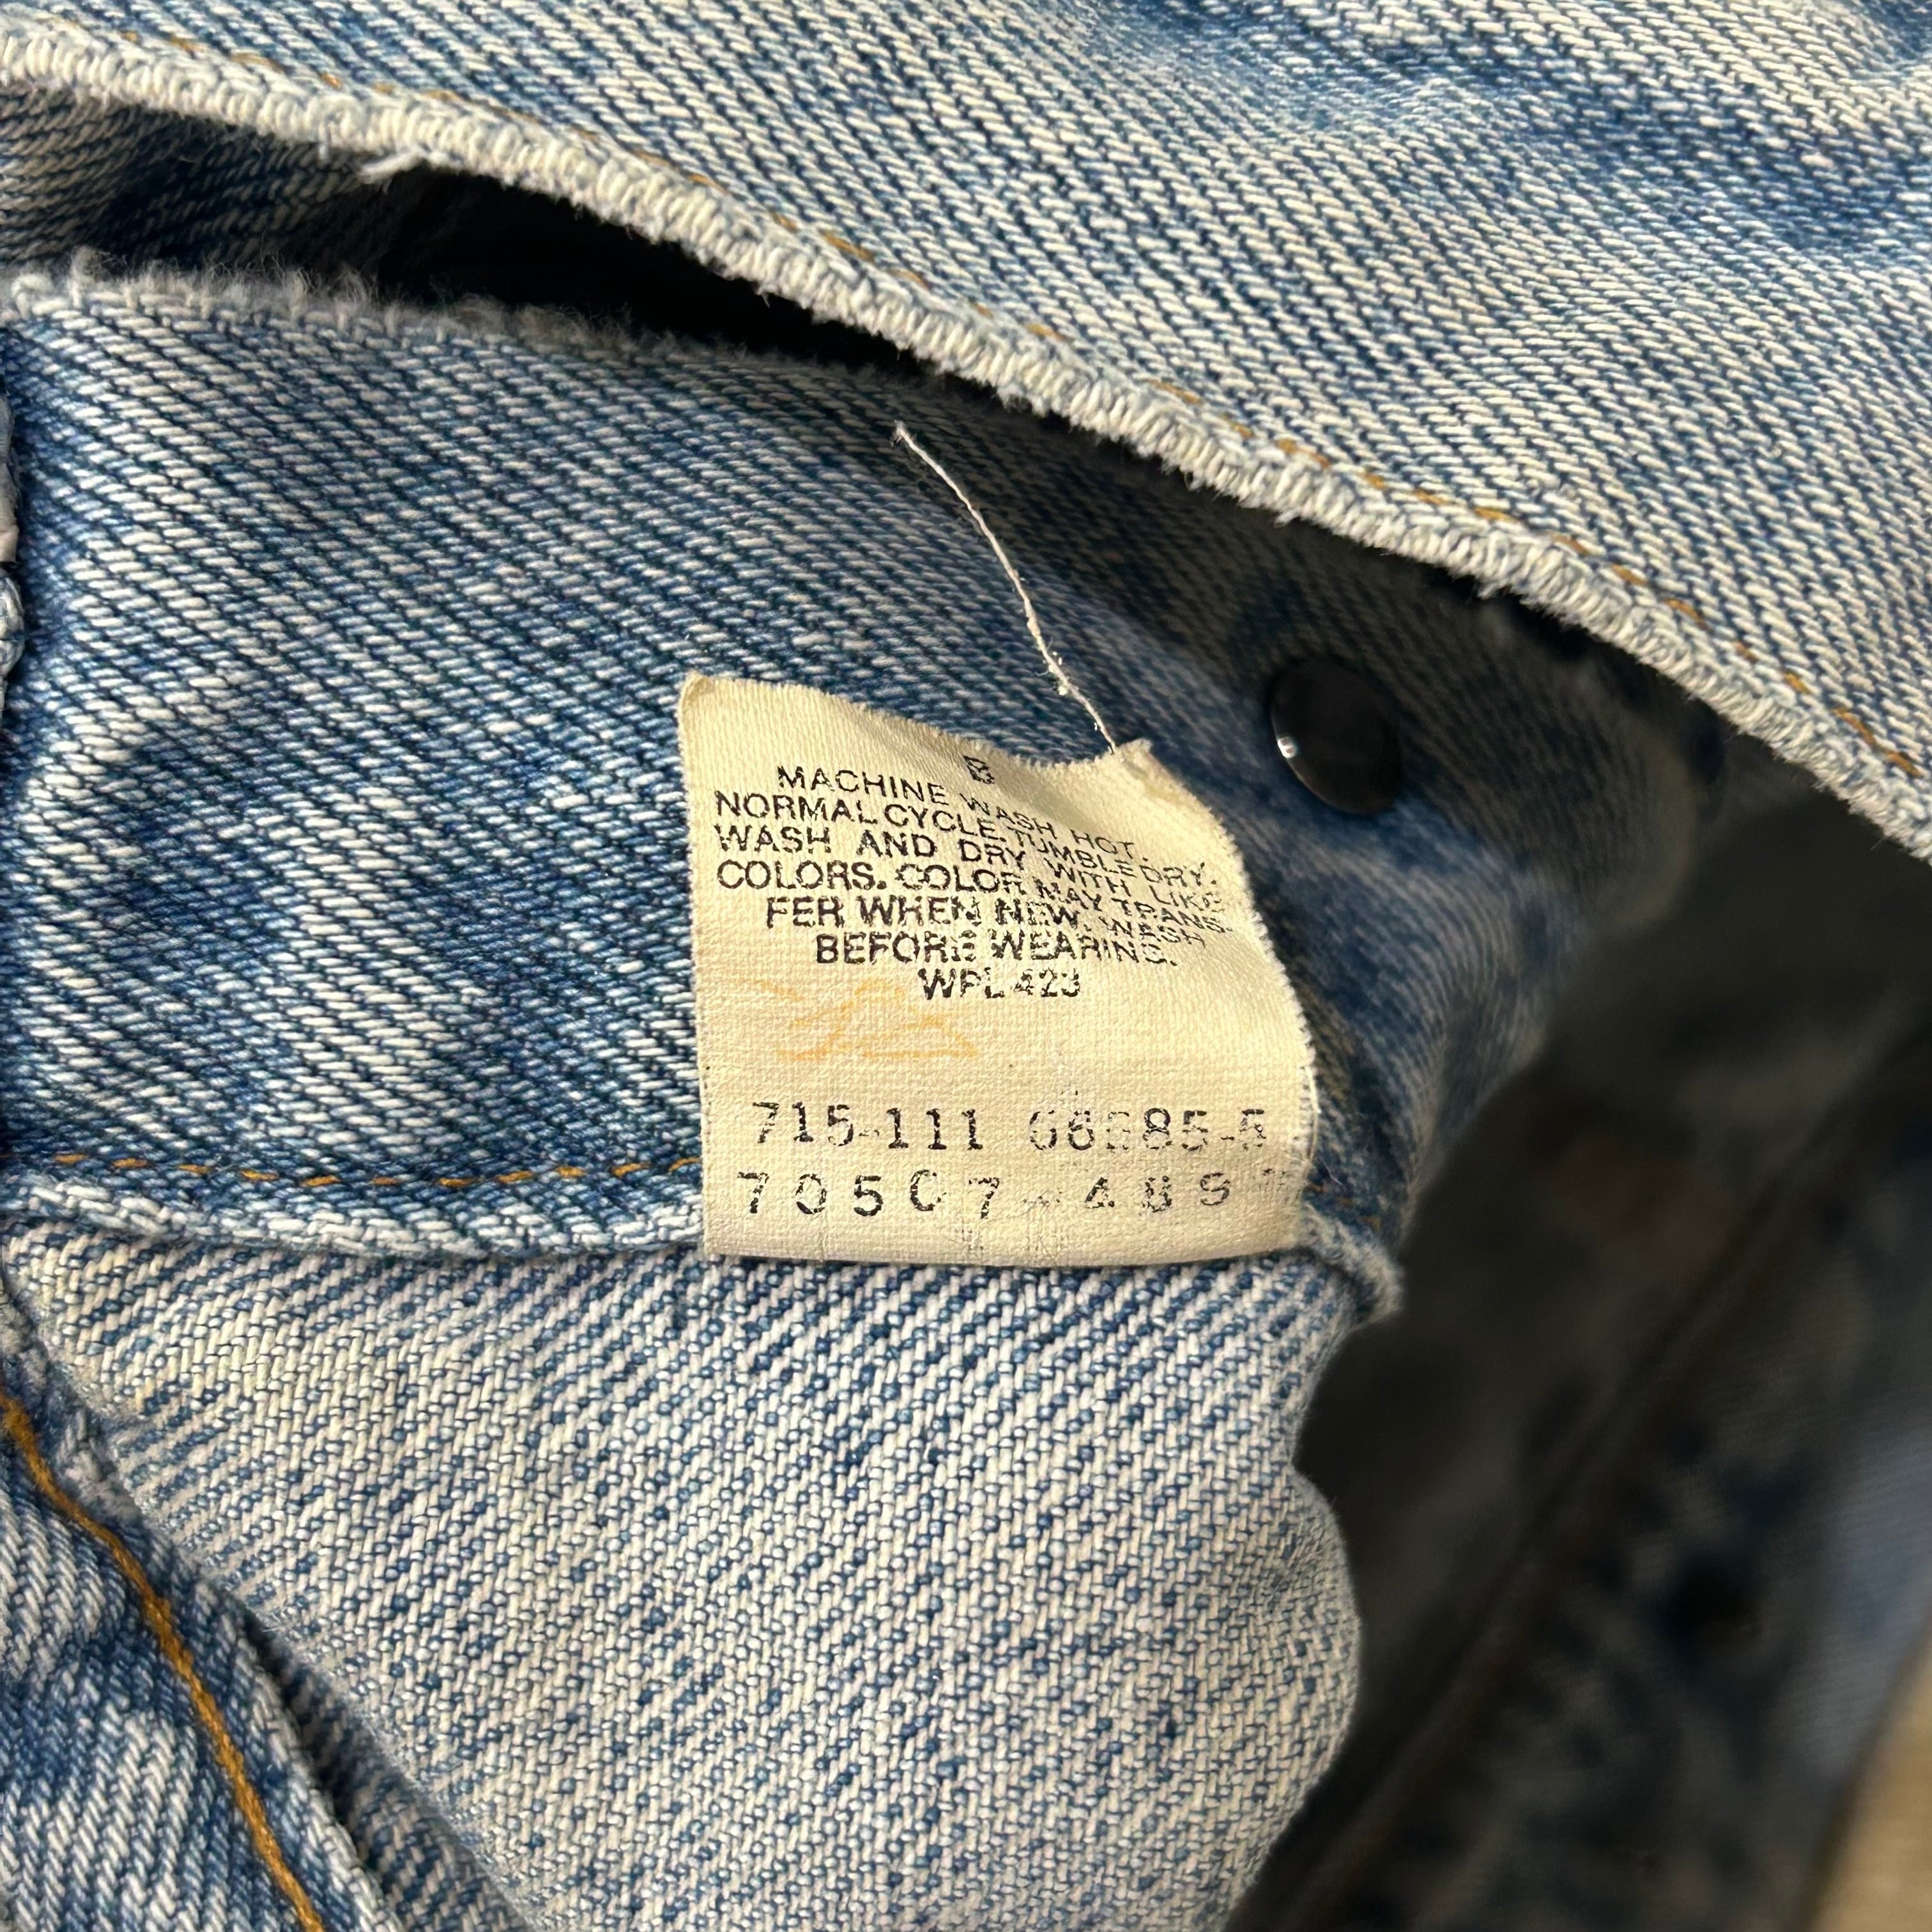 MACHINE WASH HOT,
NORMAL CYCLE, TUMBLE DRY.
WASH AND DRY WITH LIKE
COLORS. COLOR MAY TRANS-
FER WHEN NEW. WASH
BEFORE WEARING.
WPL 423
715-111